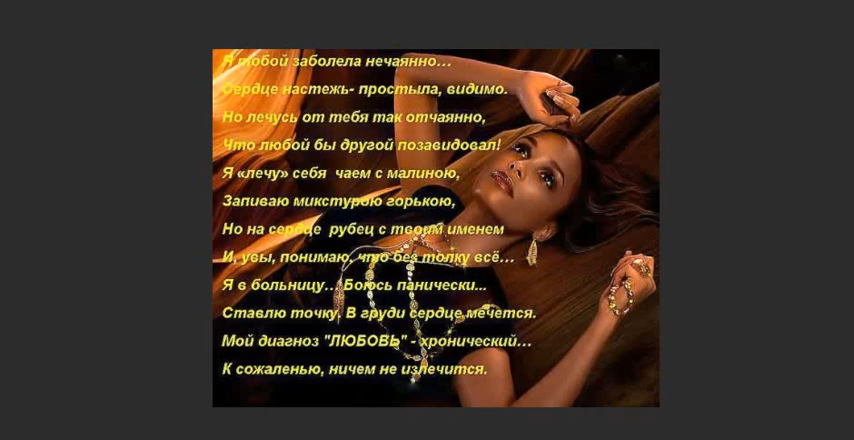 Я тобой заболела нечаянно...
Сердце настежь- простыла, видимо.
Но лечусь от тебя так отчаянно,
Что любой бы другой позавидовал!
Я «лечу» себя чаем с малиною,
Запиваю микстурою горькою,
Но на сердце рубец с твоим именем
И, увы, понимаю, что без толку всё...
Я в больницу... Боюсь панически...
Ставлю точку. В груди сердце мечется.
Мой диагноз "ЛЮБОВЬ" - хронический...
К сожаленью, ничем не излечится.